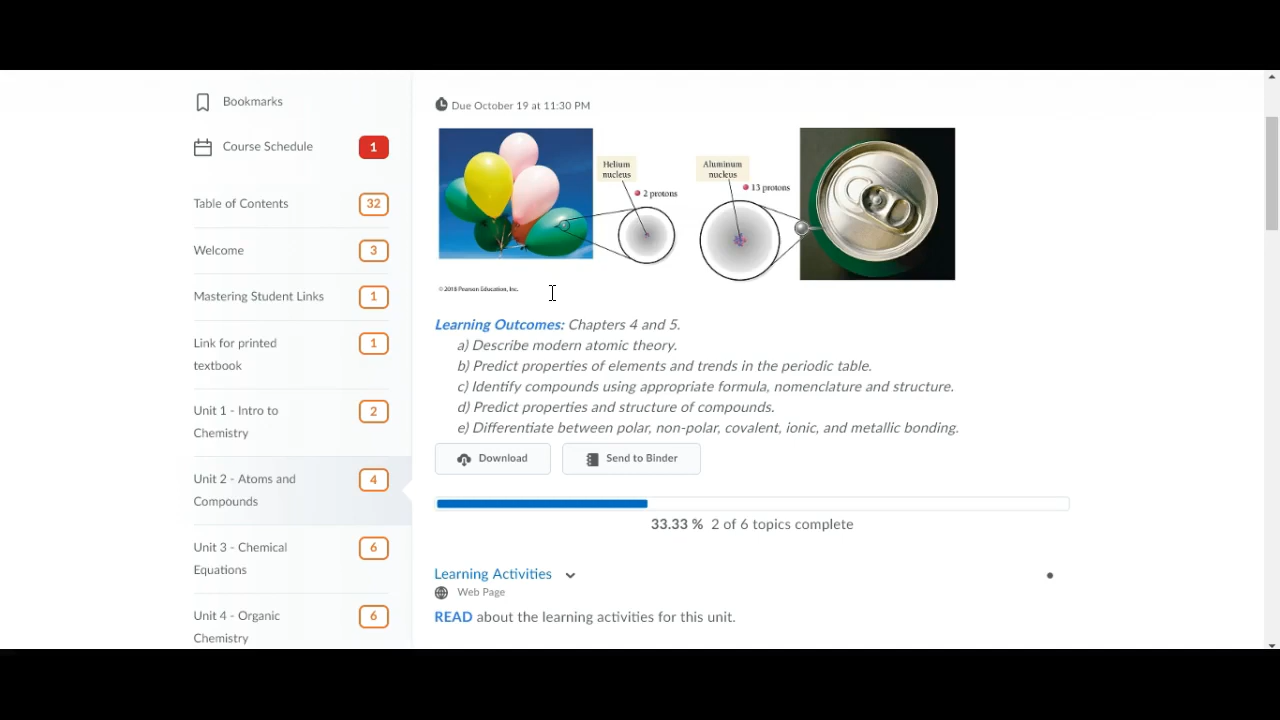 Bookmarks
Course Schedule
1
Table of Contents
32
Welcome
3
Mastering Student Links
1
Link for printed
textbook
1
Unit 1 - Intro to
Chemistry
2
Unit 2 - Atoms and
Compounds
4
Unit 3 - Chemical
Equations
6
Unit 4 - Organic
Chemistry
6
Due October 19 at 11:30 PM
Helium
nucleus
2 protons
Aluminum
nucleus
13 protons
© 2018 Pearson Education, Inc.
Learning Outcomes: Chapters 4 and 5.
a) Describe modern atomic theory.
b) Predict properties of elements and trends in the periodic table.
c) Identify compounds using appropriate formula, nomenclature and structure.
d) Predict properties and structure of compounds.
e) Differentiate between polar, non-polar, covalent, ionic, and metallic bonding.
Download
Send to Binder
33.33 % 2 of 6 topics complete
Learning Activities
Web Page
READ about the learning activities for this unit.